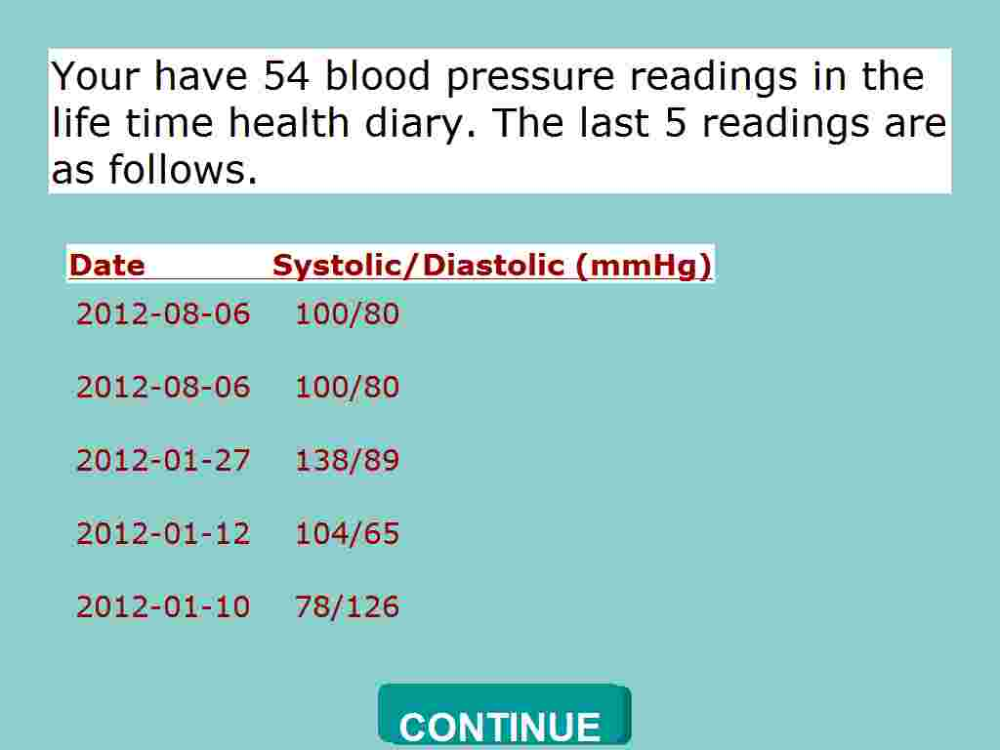 Your have 54 blood pressure readings in the
life time health diary. The last 5 readings are
as follows.
Date Systolic/Diastolic (mmHg)
2012-08-06 100/80
2012-08-06 100/80
2012-01-27 138/89
2012-01-12 104/65
2012-01-10 78/126
CONTINUE